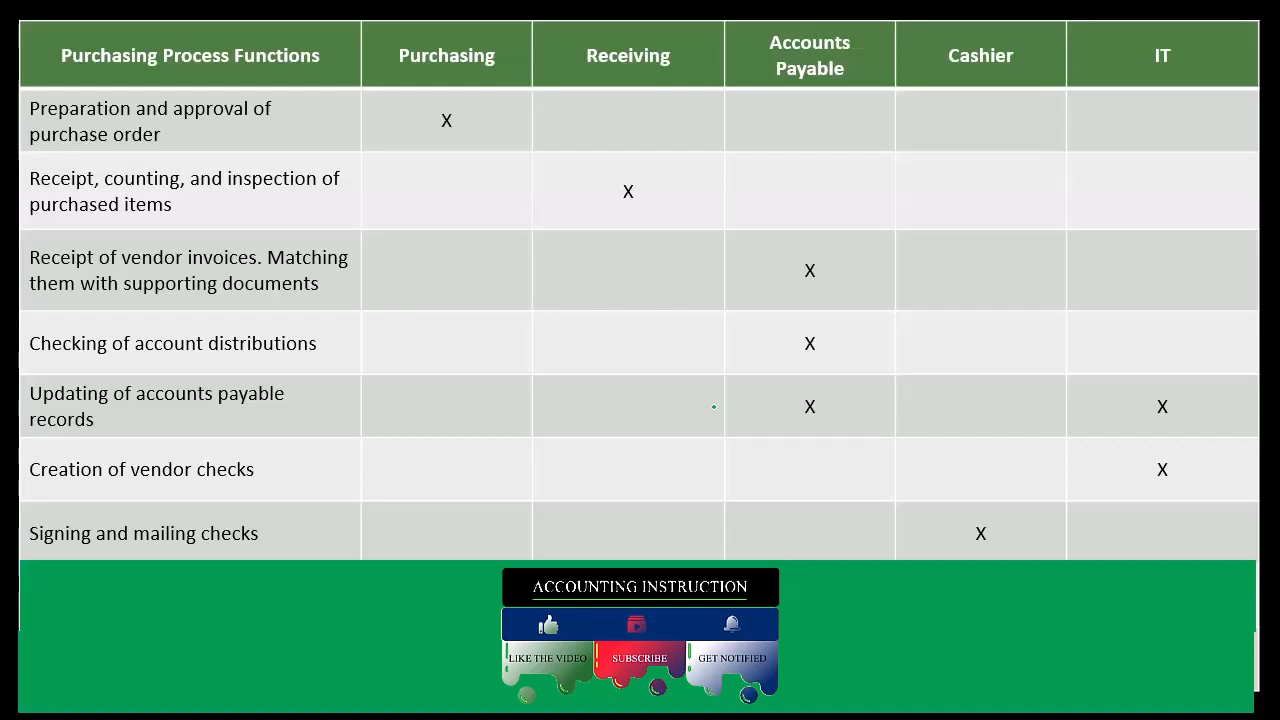 Purchasing Process Functions
Purchasing
Receiving
Accounts
Payable
Cashier
IT
Preparation and approval of
purchase order
X
Receipt, counting, and inspection of
purchased items
X
Receipt of vendor invoices. Matching
them with supporting documents
X
Checking of account distributions
X
Updating of accounts payable
records
X
X
Creation of vendor checks
X
Signing and mailing checks
X
ACCOUNTING INSTRUCTION
LIKE THE VIDEO
SUBSCRIBE
GET NOTIFIED